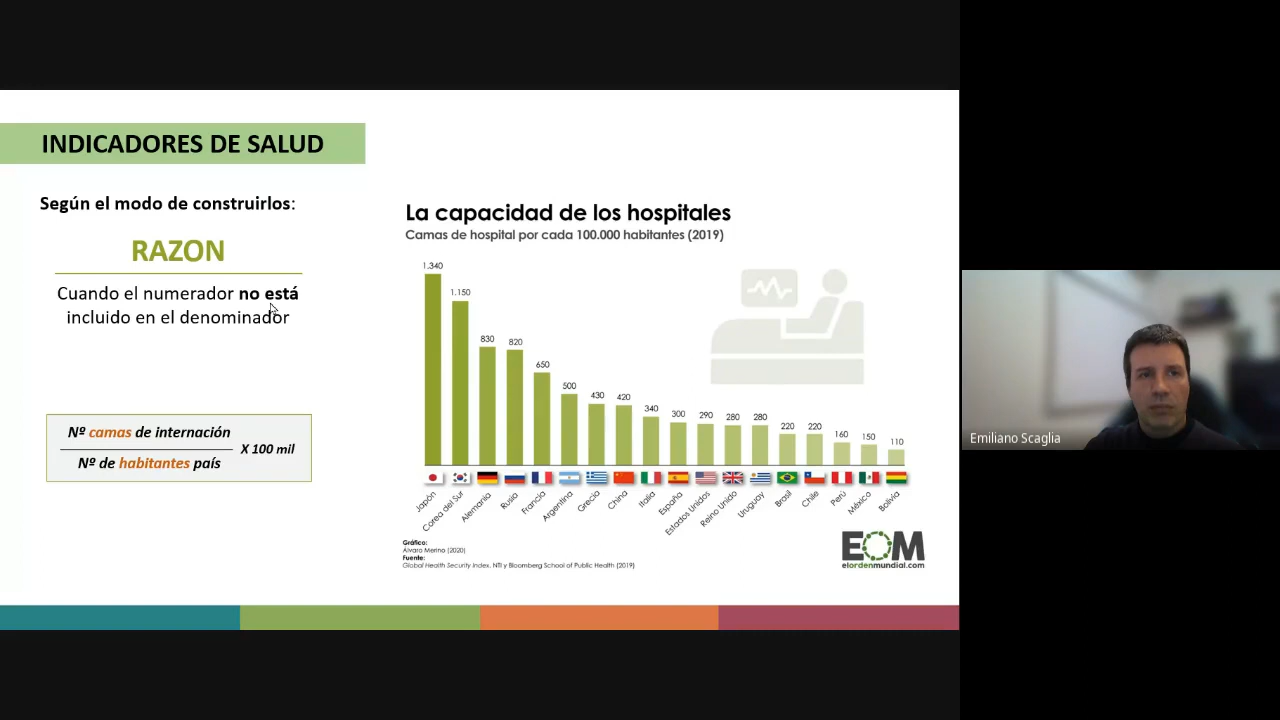 INDICADORES DE SALUD
Según el modo de construirlos:
RAZON
Cuando el numerador no está
incluido en el denominador
Nº camas de internación
Nº de habitantes país
X 100 mil
La capacidad de los hospitales
Camas de hospital por cada 100.000 habitantes (2019)
1.340
1.150
830
820
650
500
430
420
340
300
290
280
280
220
220
160
150
110
Japón
Corea del Sur
Alemania
Rusia
Francia
Argentina
Grecia
China
Italia
España
Estados Unidos
Reino Unido
Uruguay
Brasil
Chile
Perú
México
Bolivia
Gráfico:
Álvaro Merino (2020)
Fuente:
Global Health Security Index, NTI y Bloomberg School of Public Health (2019)
EOM
elordenmundial.com
Emiliano Scaglia